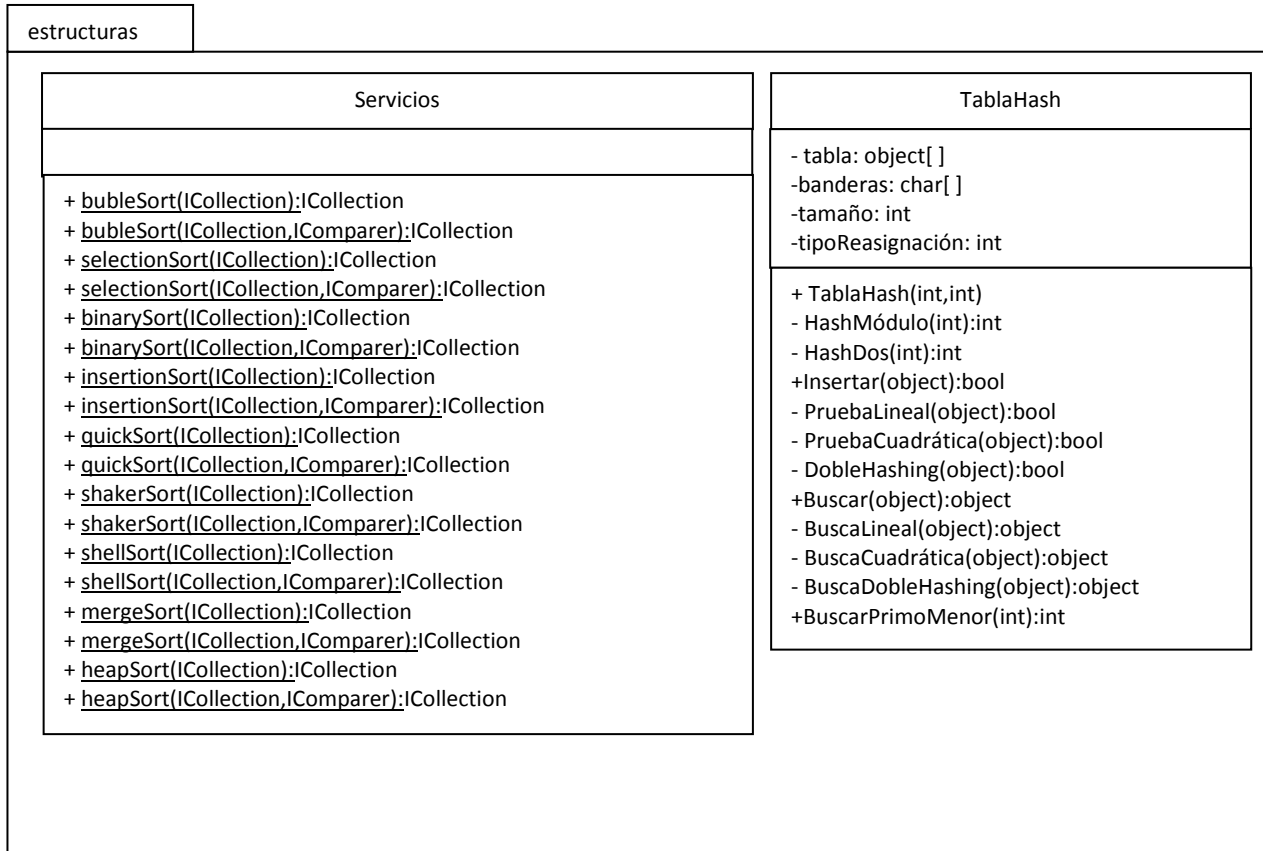 estructuras
Servicios
+ bubleSort(ICollection):ICollection
+ bubleSort(ICollection,IComparer):ICollection
+ selectionSort(ICollection):ICollection
+ selectionSort(ICollection,IComparer):ICollection
+ binarySort(ICollection):ICollection
+ binarySort(ICollection,IComparer):ICollection
+ insertionSort(ICollection):ICollection
+ insertionSort(ICollection,IComparer):ICollection
+ quickSort(ICollection):ICollection
+ quickSort(ICollection,IComparer):ICollection
+ shakerSort(ICollection):ICollection
+ shakerSort(ICollection,IComparer):ICollection
+ shellSort(ICollection):ICollection
+ shellSort(ICollection,IComparer):ICollection
+ mergeSort(ICollection):ICollection
+ mergeSort(ICollection,IComparer):ICollection
+ heapSort(ICollection):ICollection
+ heapSort(ICollection,IComparer):ICollection
TablaHash
- tabla: object[ ]
-banderas: char[ ]
-tamaño: int
-tipoReasignación: int
+ TablaHash(int,int)
- HashMódulo(int):int
- HashDos(int):int
+Insertar(object):bool
- PruebaLineal(object):bool
- PruebaCuadrática(object):bool
- DobleHashing(object):bool
+Buscar(object):object
- BuscaLineal(object):object
- BuscaCuadrática(object):object
- BuscaDobleHashing(object):object
+BuscarPrimoMenor(int):int